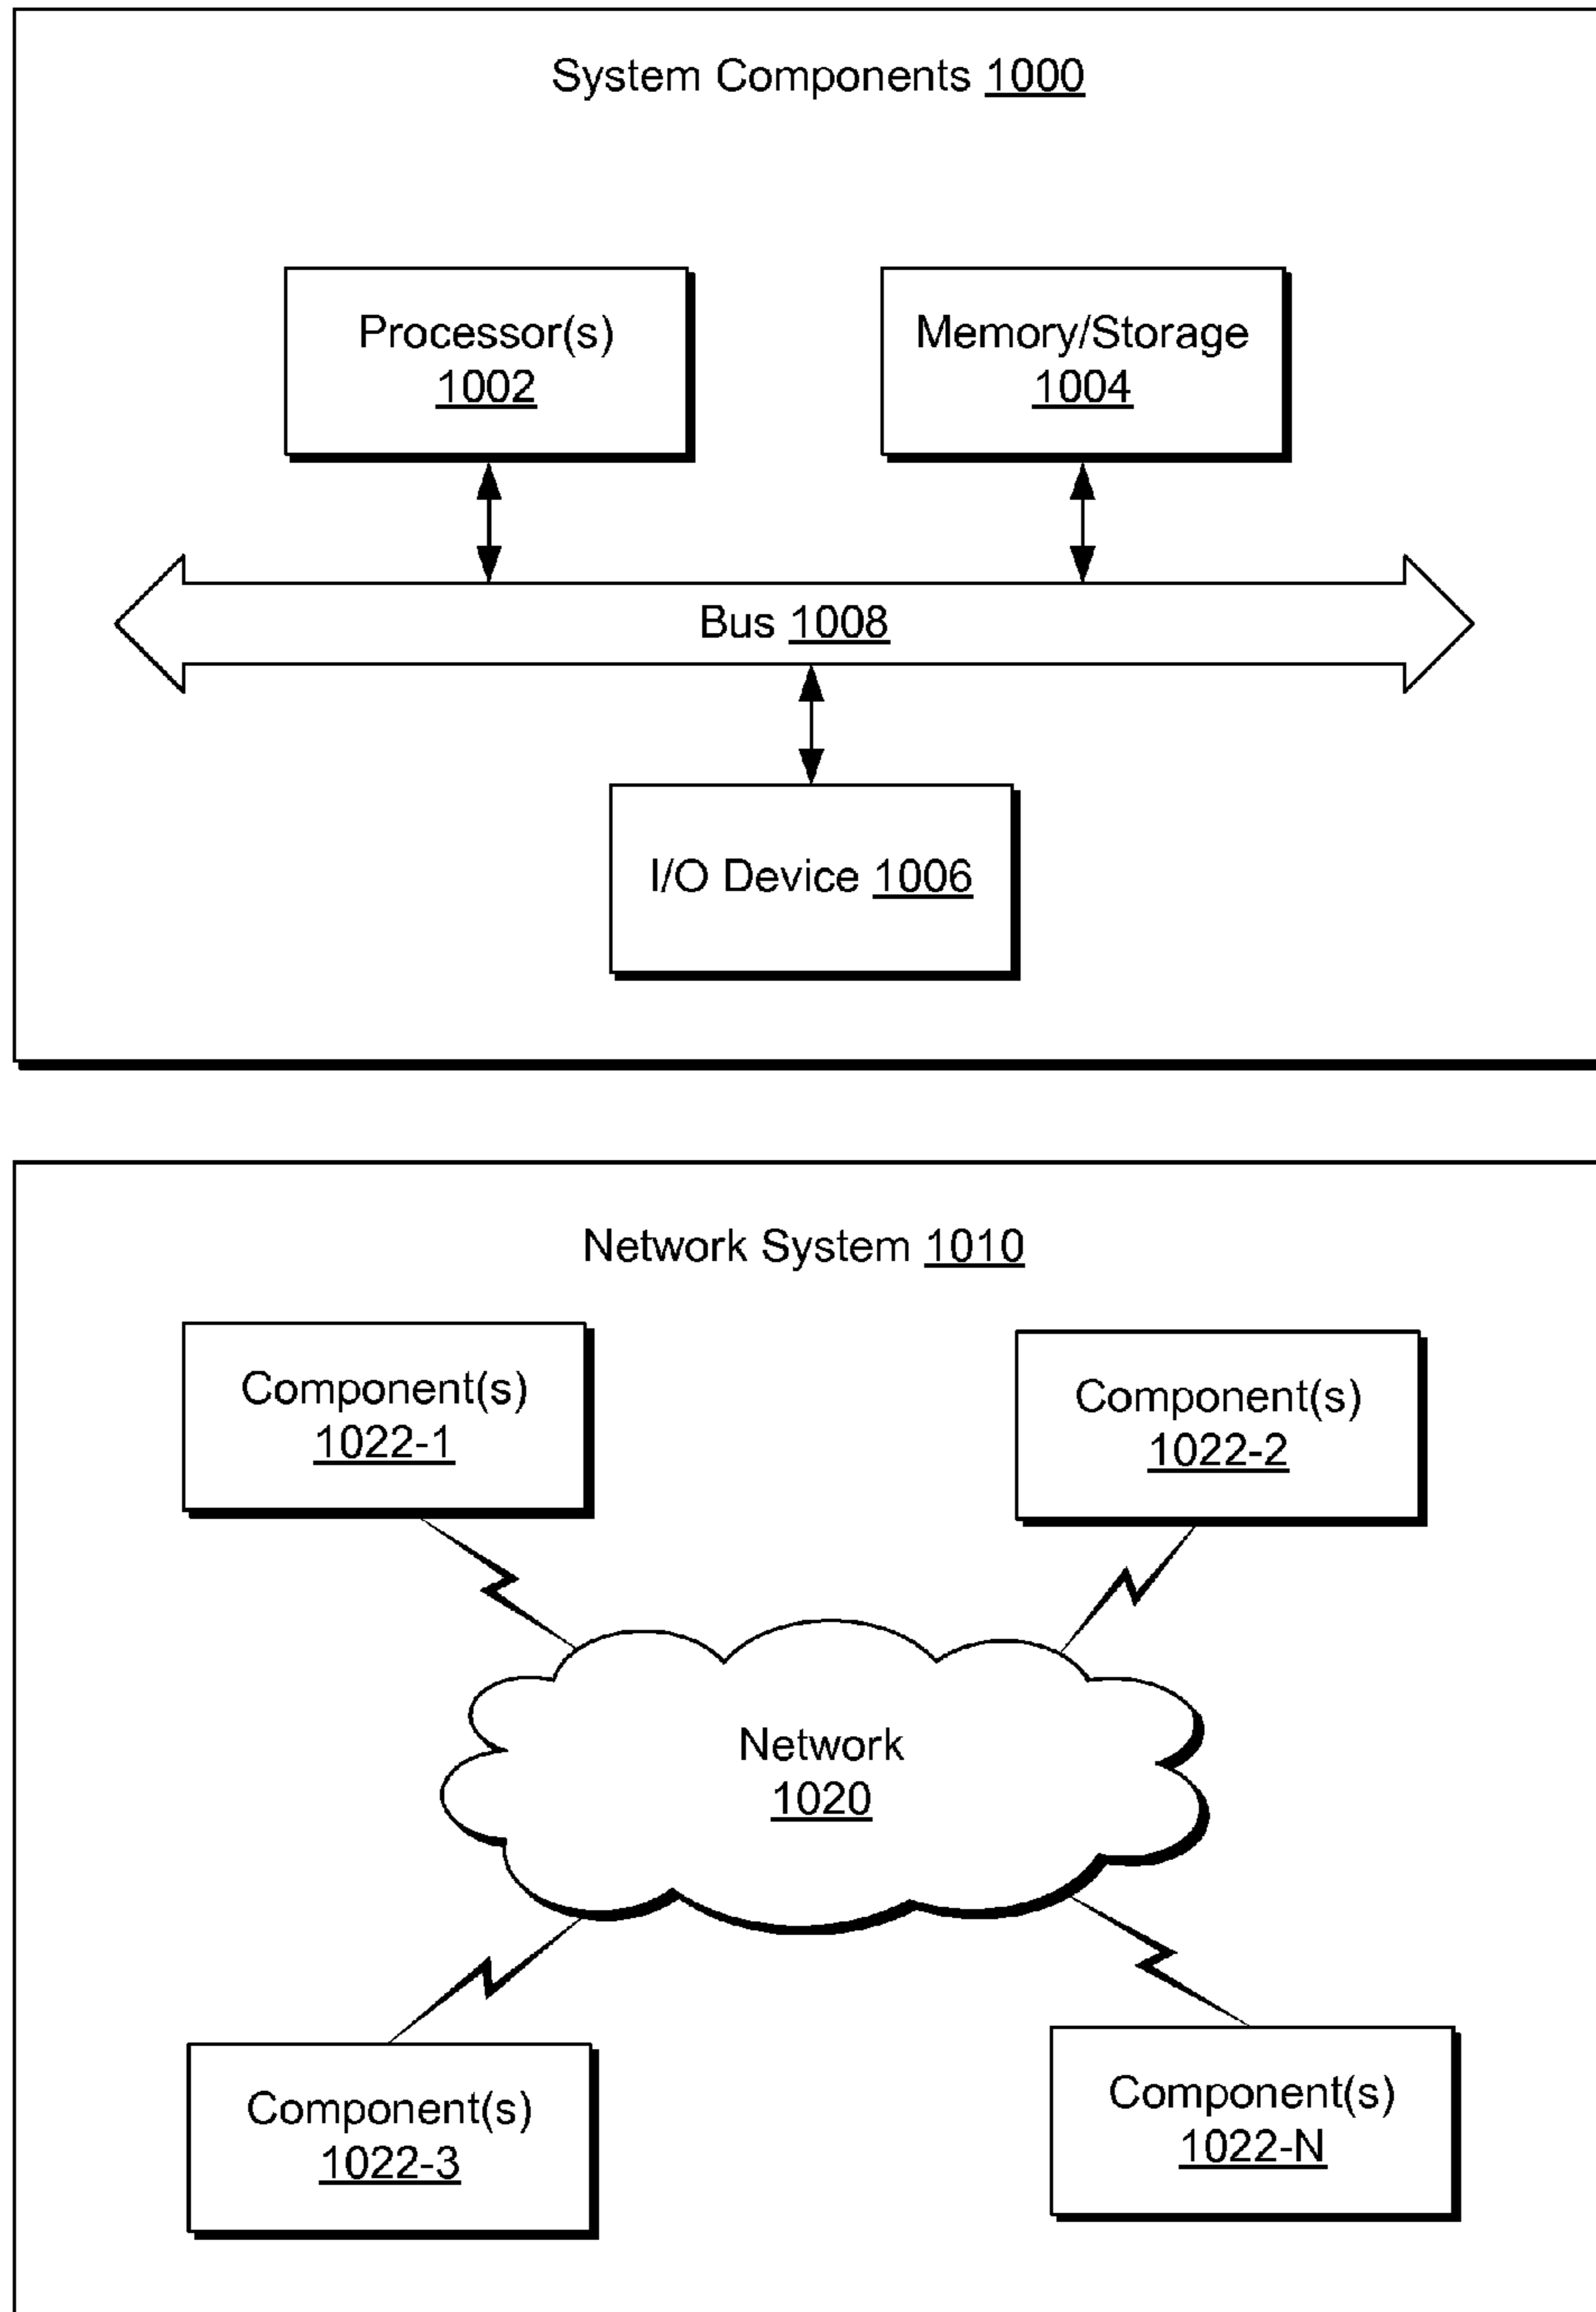 System Components 1000
Processor(s)
1002
Memory/Storage
1004
Bus 1008
I/O Device 1006
Network System 1010
Component(s)
1022-1
Component(s)
1022-2
Network
1020
Component(s)
1022-3
Component(s)
1022-N